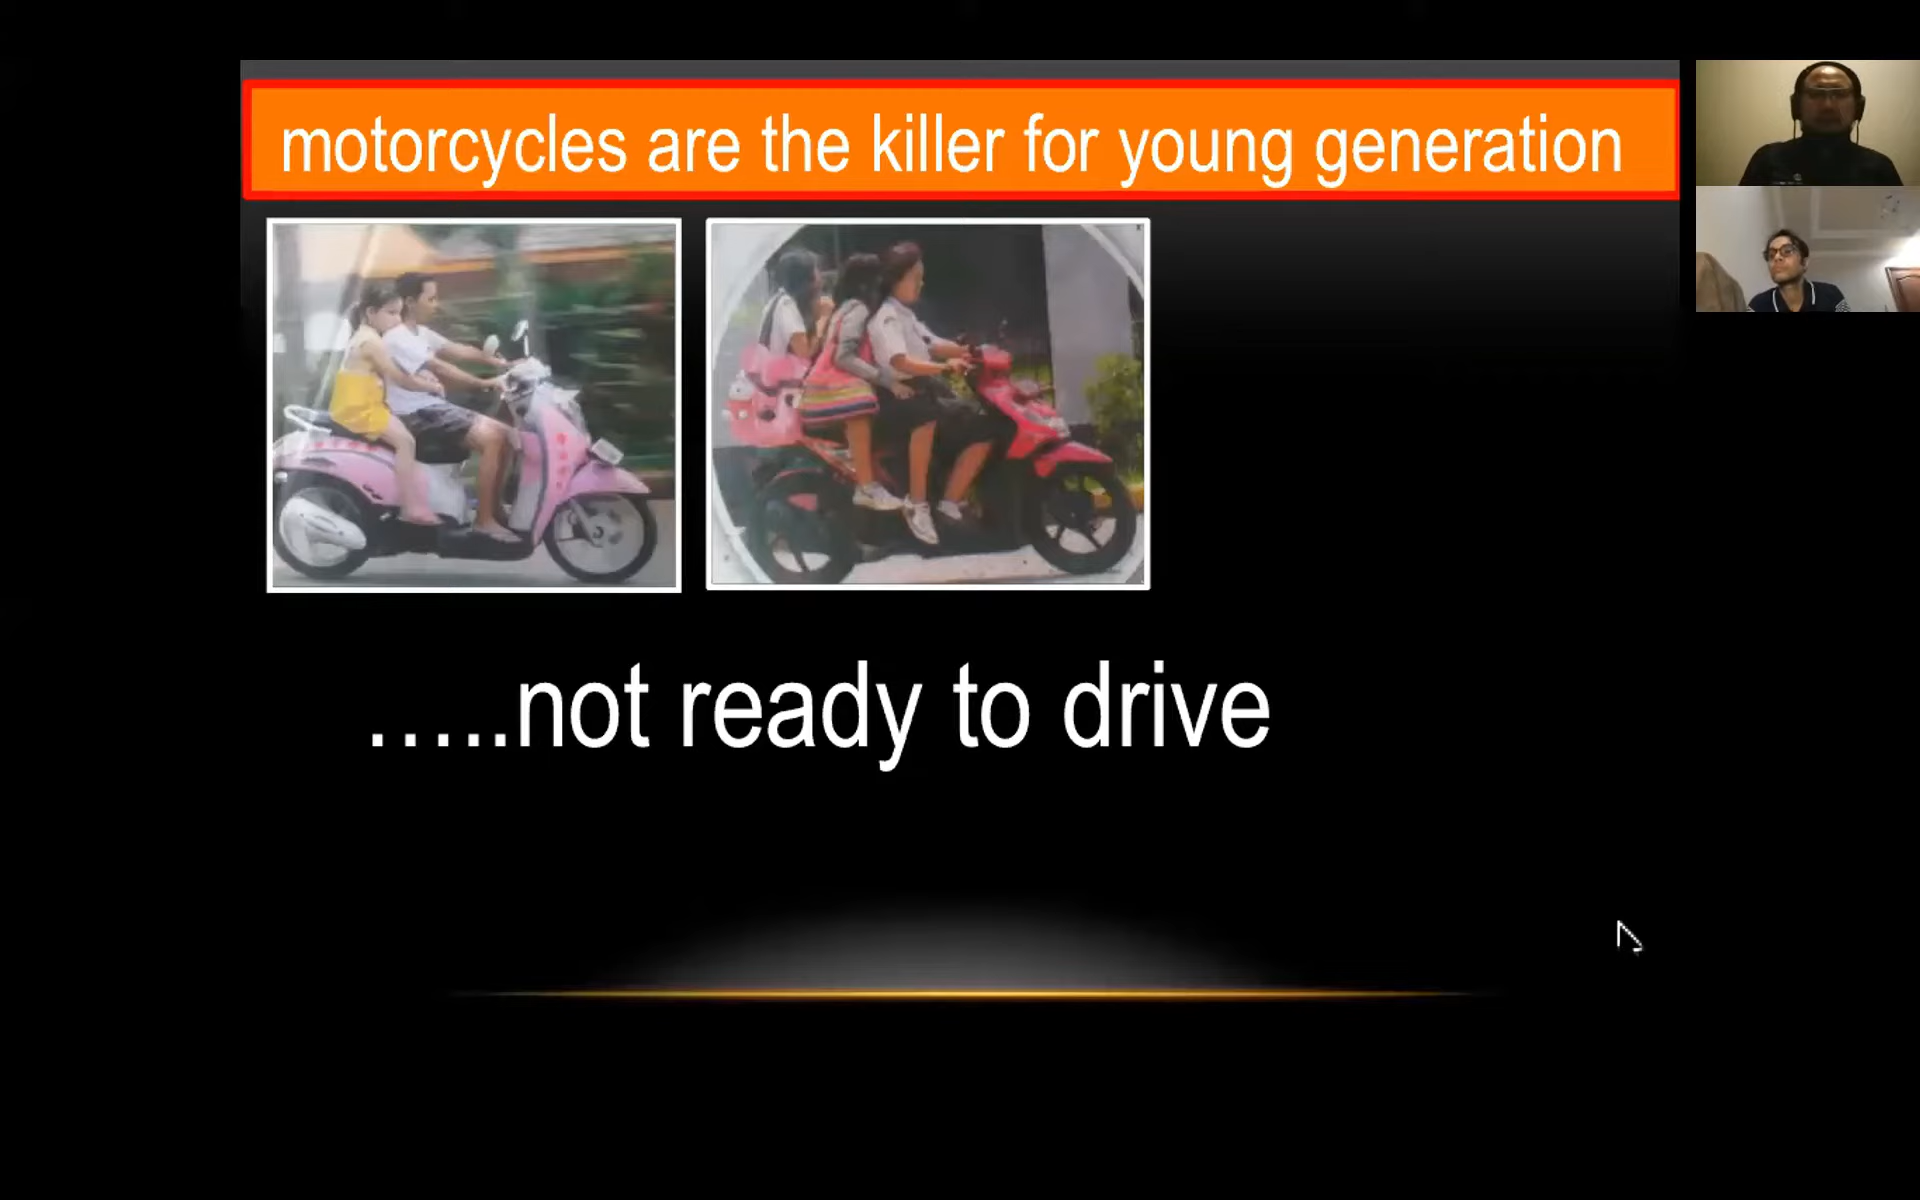 motorcycles are the killer for young generation
…..not ready to drive